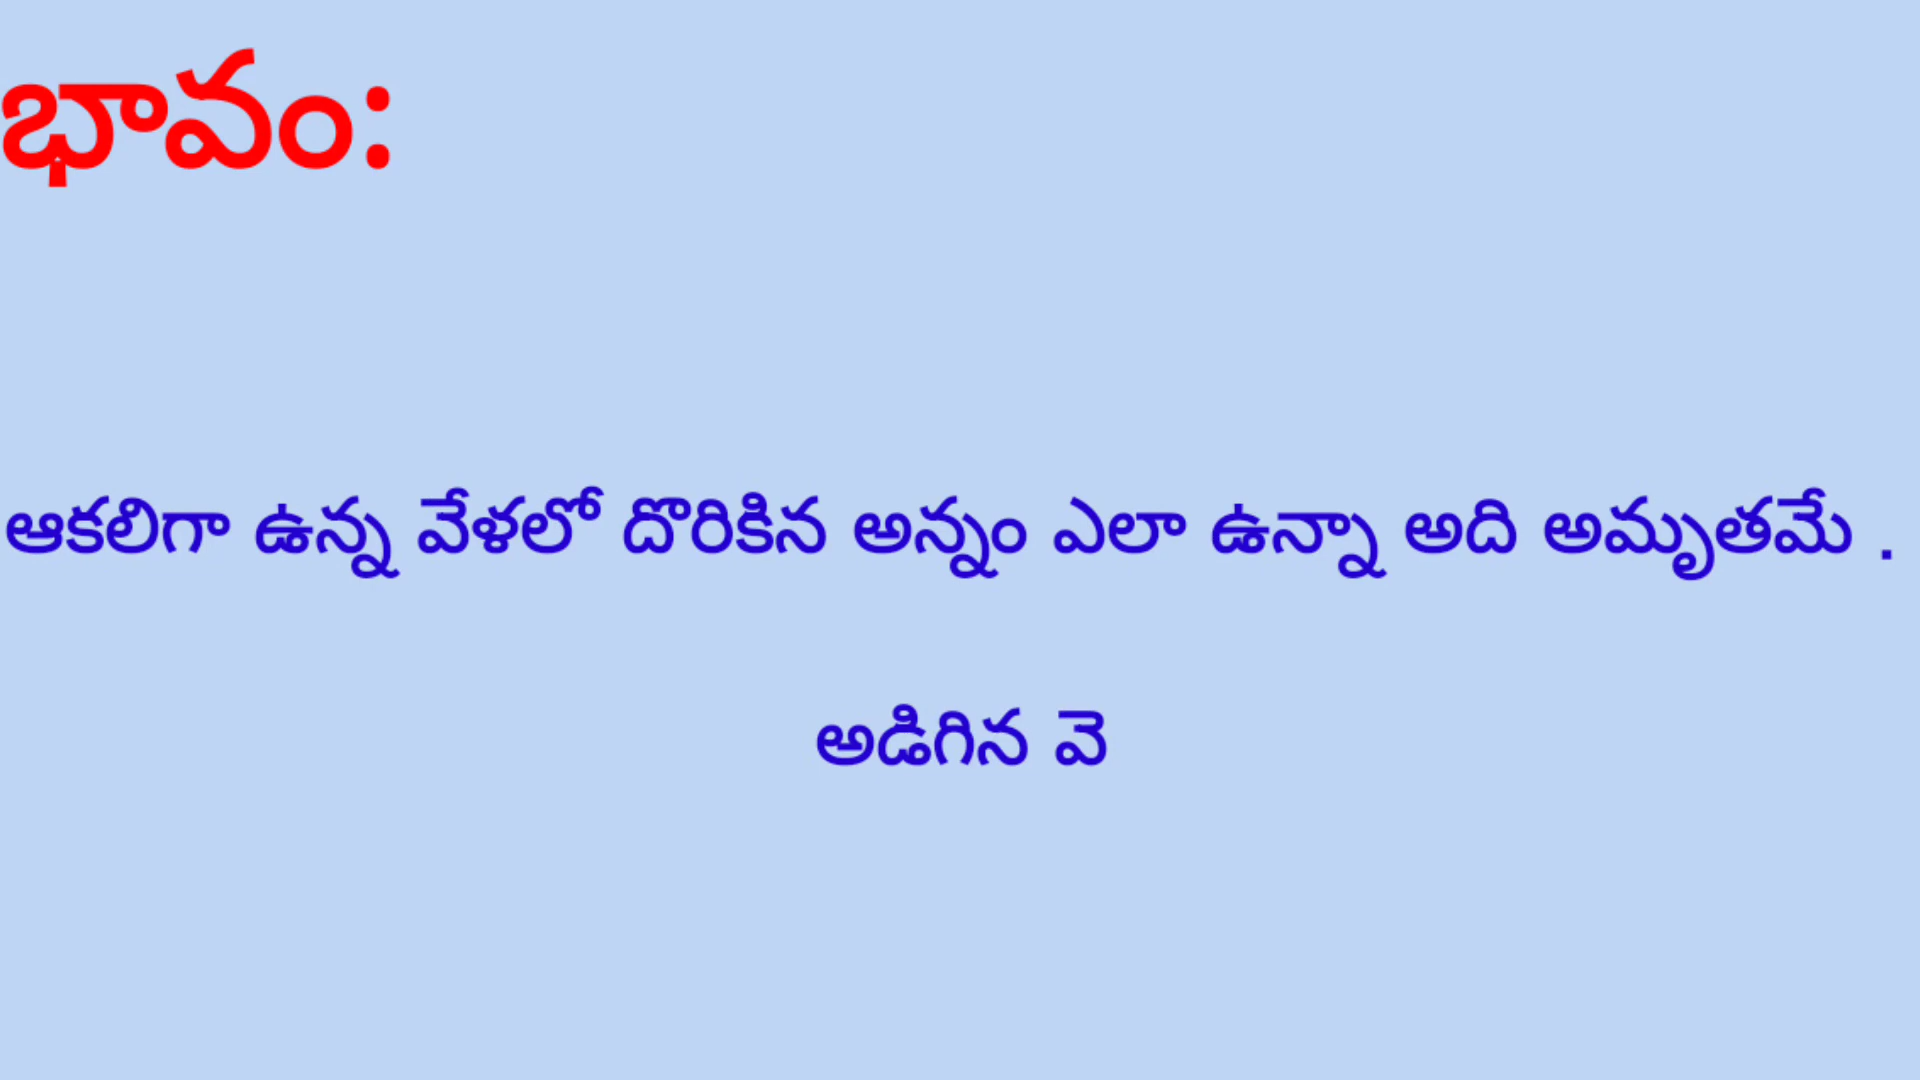 భావం:
ఆకలిగా ఉన్న వేళలో దొరికిన అన్నం ఎలా ఉన్నా అది అమృతమే .
అడిగిన వె